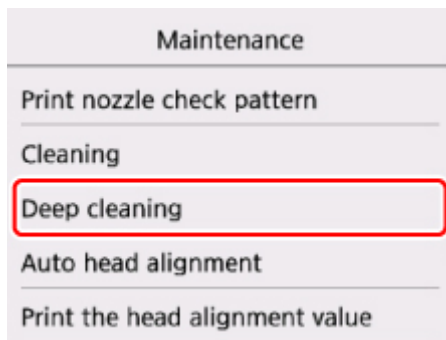 Maintenance
Print nozzle check pattern
Cleaning
Deep cleaning
Auto head alignment
Print the head alignment value